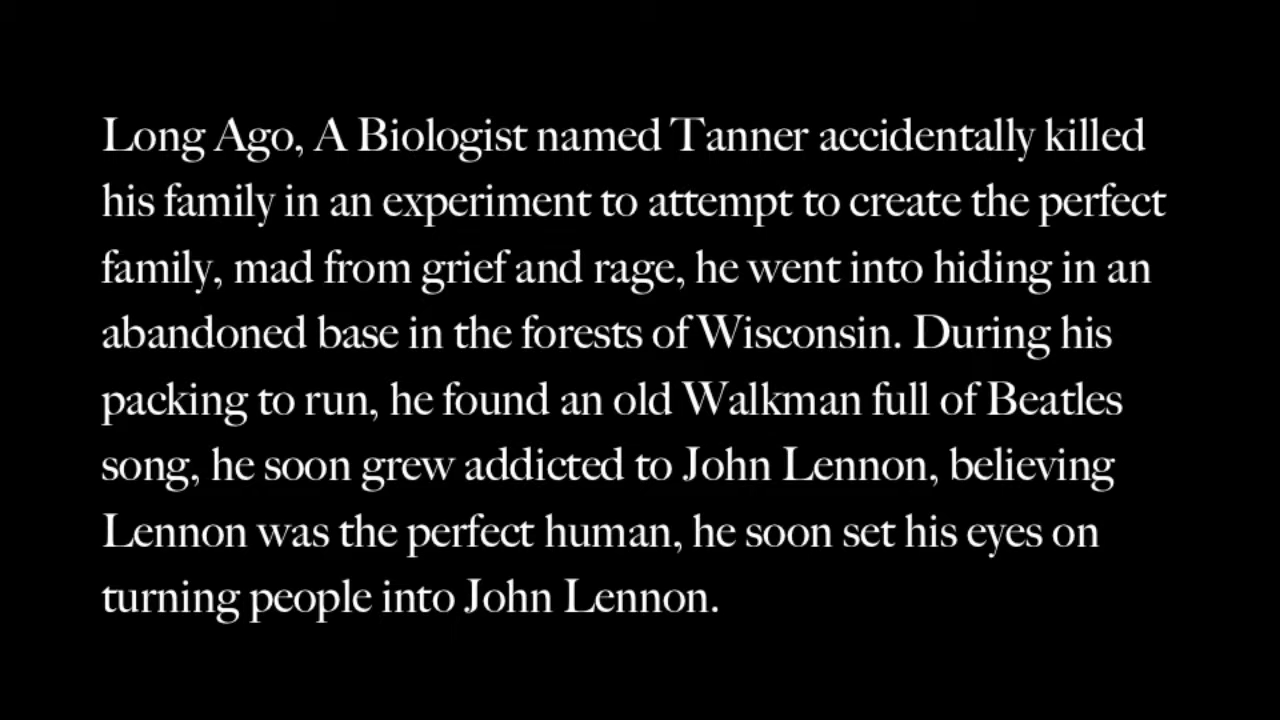 Long Ago, A Biologist named Tanner accidentally killed
his family in an experiment to attempt to create the perfect
family, mad from grief and rage, he went into hiding in an
abandoned base in the forests of Wisconsin. During his
packing to run, he found an old Walkman full of Beatles
song, he soon grew addicted to John Lennon, believing
Lennon was the perfect human, he soon set his eyes on
turning people into John Lennon.